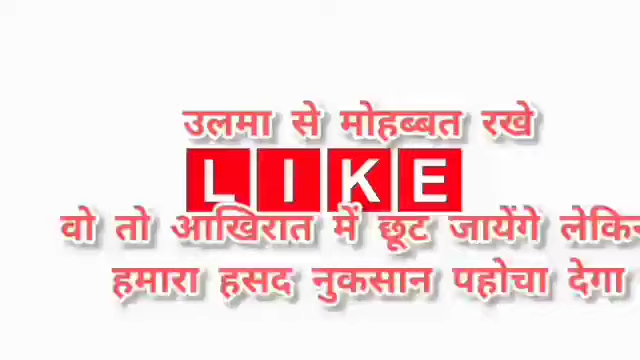 उलमा से मोहब्बत रखे
LIKE
वो तो आखिरात में छूट जायेंगे लेकिन
हमारा हसद नुकसान पहोचा देगा